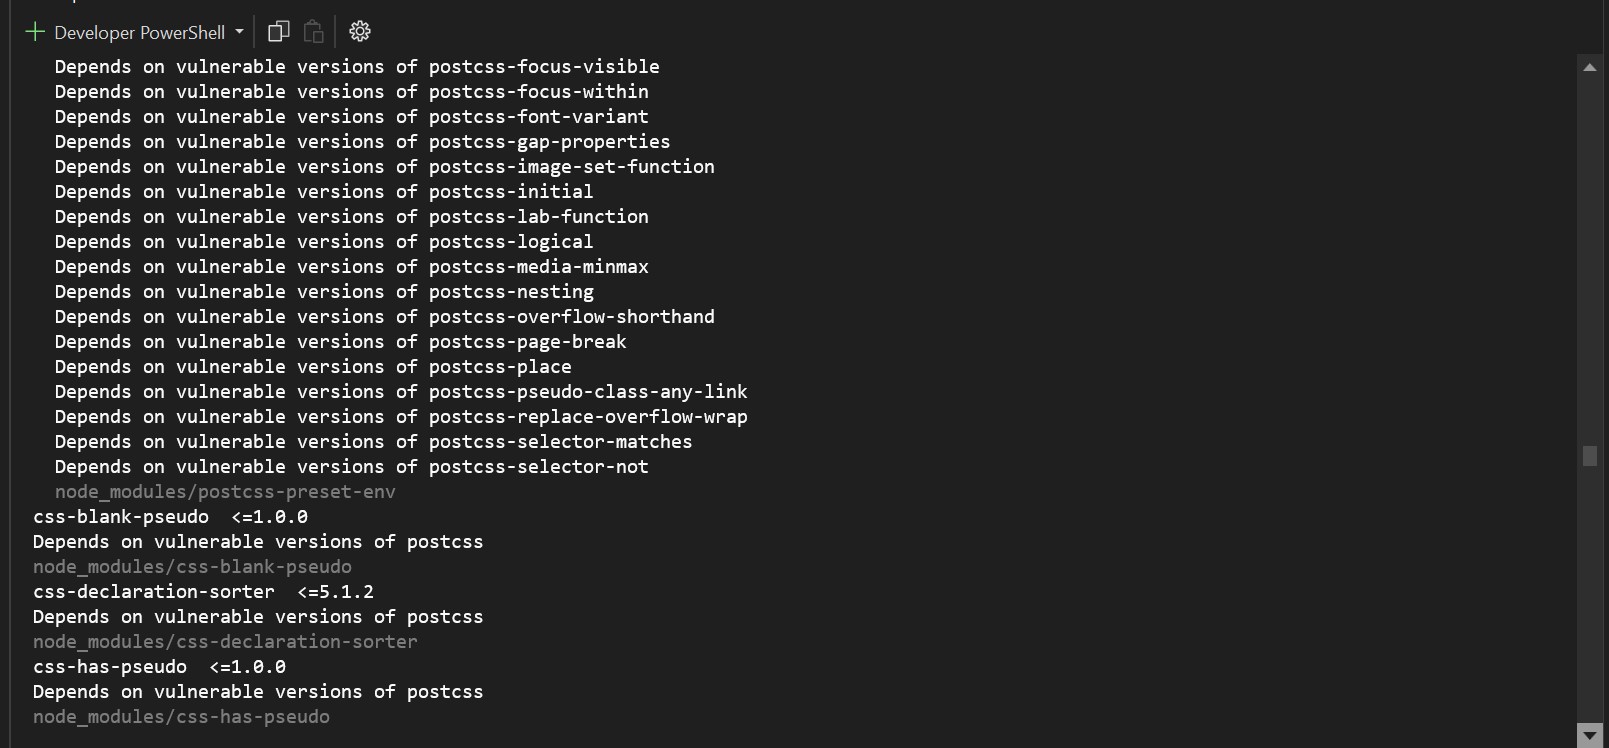 Developer PowerShell
Depends on vulnerable versions of postcss-focus-visible
Depends on vulnerable versions of postcss-focus-within
Depends on vulnerable versions of postcss-font-variant
Depends on vulnerable versions of postcss-gap-properties
Depends on vulnerable versions of postcss-image-set-function
Depends on vulnerable versions of postcss-initial
Depends on vulnerable versions of postcss-lab-function
Depends on vulnerable versions of postcss-logical
Depends on vulnerable versions of postcss-media-minmax
Depends on vulnerable versions of postcss-nesting
Depends on vulnerable versions of postcss-overflow-shorthand
Depends on vulnerable versions of postcss-page-break
Depends on vulnerable versions of postcss-place
Depends on vulnerable versions of postcss-pseudo-class-any-link
Depends on vulnerable versions of postcss-replace-overflow-wrap
Depends on vulnerable versions of postcss-selector-matches
Depends on vulnerable versions of postcss-selector-not
node_modules/postcss-preset-env
css-blank-pseudo  <=1.0.0
Depends on vulnerable versions of postcss
node_modules/css-blank-pseudo
css-declaration-sorter  <=5.1.2
Depends on vulnerable versions of postcss
node_modules/css-declaration-sorter
css-has-pseudo  <=1.0.0
Depends on vulnerable versions of postcss
node_modules/css-has-pseudo